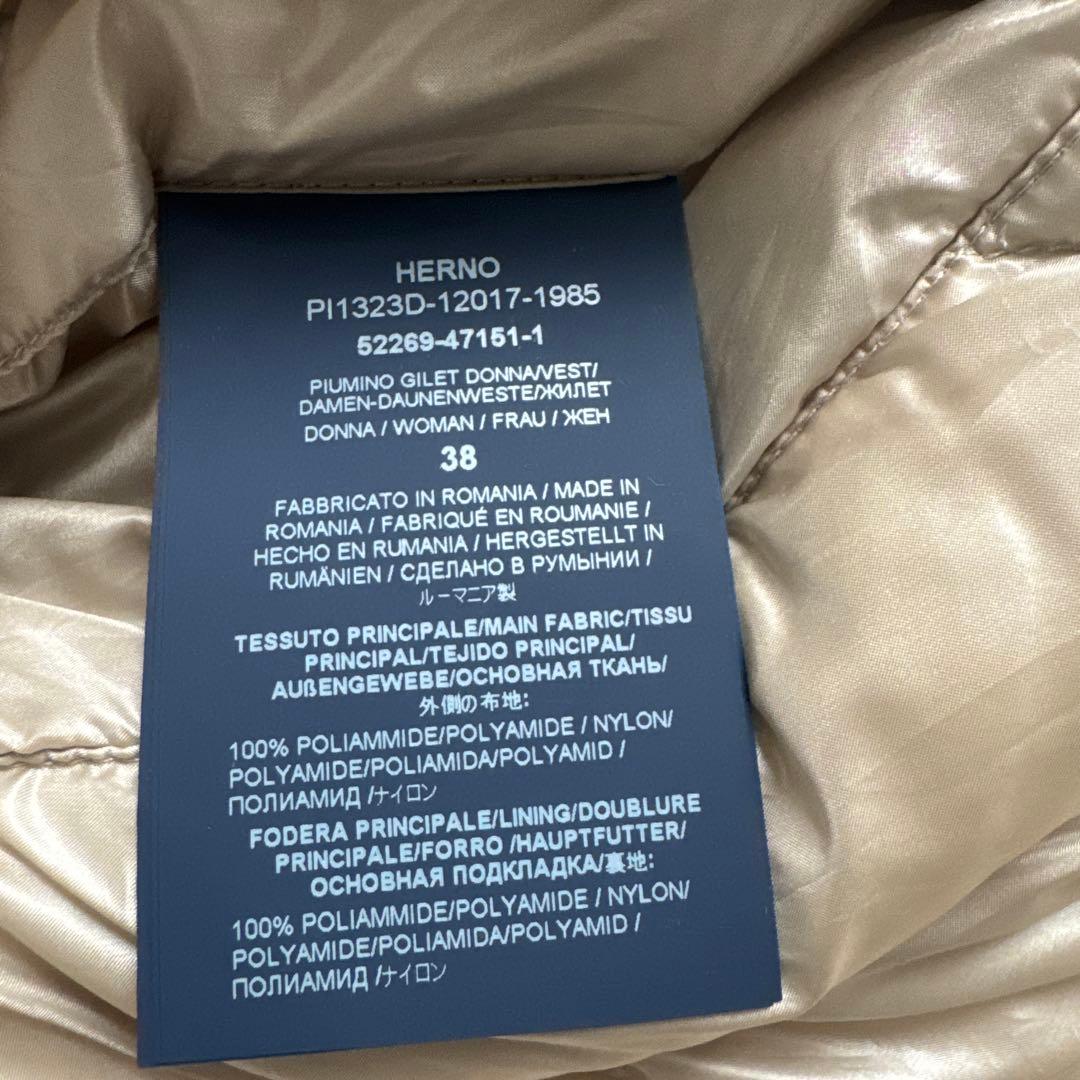 HERNO
PI1323D-12017-1985
52269-47151-1
PIUMINO GILET DONNA/VEST/
DAMEN-DAUNENWESTE/ЖИЛЕТ
DONNA / WOMAN / FRAU / ЖЕН
38
FABBRICATO IN ROMANIA / MADE IN
ROMANIA / FABRIQUÉ EN ROUMANIE /
HECHO EN RUMANIA / HERGESTELLT IN
RUMÄNIEN / СДЕЛАНО В РУМЫНИИ /
ルーマニア製
TESSUTO PRINCIPALE/MAIN FABRIC/TISSU
PRINCIPAL/TEJIDO PRINCIPAL/
AUßENGEWEBE/ОСНОВНАЯ ТКАНЬ/
外側の布地:
100% POLIAMMIDE/POLYAMIDE / NYLON/
POLYAMIDE/POLIAMIDA/POLYAMID /
ПОЛИАМИД /ナイロン
FODERA PRINCIPALE/LINING/DOUBLURE
PRINCIPALE/FORRO /HAUPTFUTTER/
ОСНОВНАЯ ПОДКЛАДКА/裏地:
100% POLIAMMIDE/POLYAMIDE / NYLON/
POLYAMIDE/POLIAMIDA/POLYAMID /
ПОЛИАМИД /ナイロン